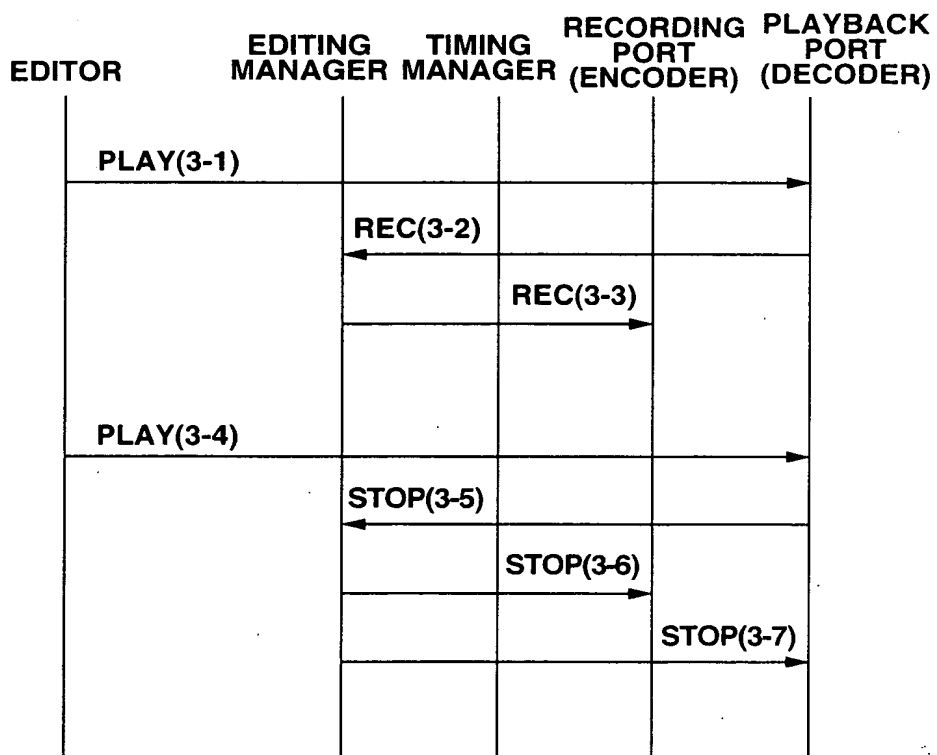 EDITOR
EDITING
MANAGER
TIMING
MANAGER
RECORDING
PORT
(ENCODER)
PLAYBACK
PORT
(DECODER)
PLAY(3-1)
REC(3-2)
REC(3-3)
PLAY(3-4)
STOP(3-5)
STOP(3-6)
STOP(3-7)